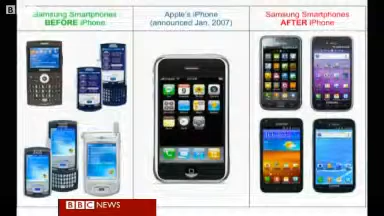 B
Samsung Smartphones
BEFORE iPhone
Apple's iPhone
(announced Jan, 2007)
Samsung Smartphones
AFTER iPhone
BBC NEWS